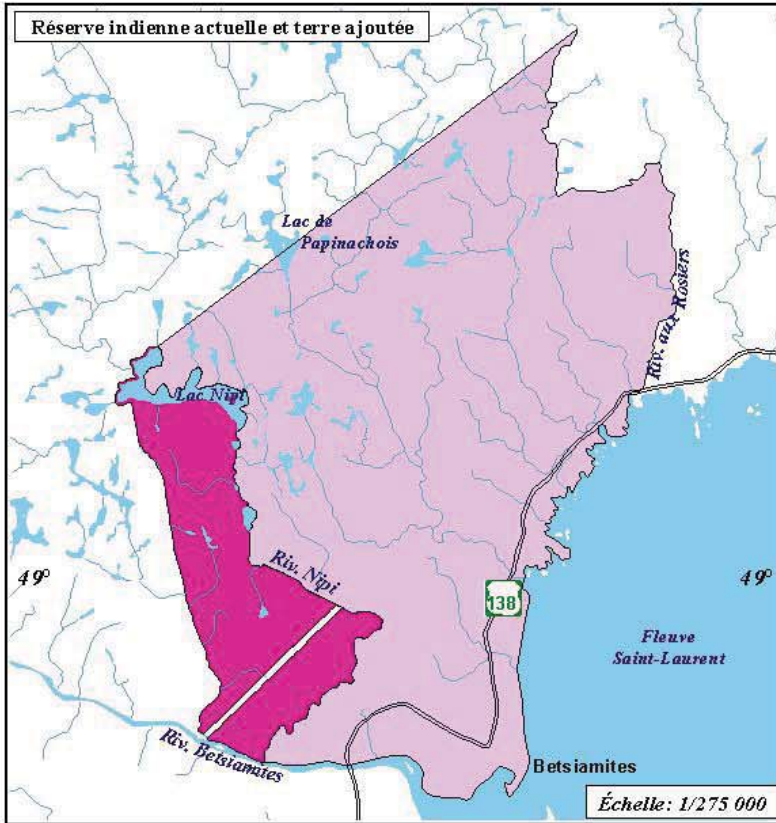 Réserve indienne actuelle et terre ajoutée
Lac de
Papinachois
Riv. aux Rosiers
Lac Nipi
Riv. Nipi
49°
49°
138
Fleuve
Saint-Laurent
Riv. Betsiamites
Betsiamites
Échelle: 1/275 000